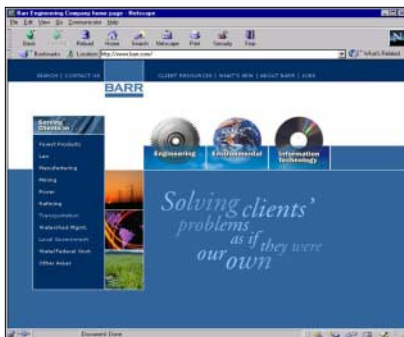 Barr Engineering Company home page - Netscape
File Edit View Go Communicator Help
Back Forward Reload Home Search Netscape Print Security Stop
Bookmarks Location: http://www.barr.com/ What's Related
SEARCH | CONTACT US
CLIENT RESOURCES | WHAT'S NEW | ABOUT BARR | JOBS
BARR
Serving
Clients in
Engineering
Environmental
Information
Technology
Forest Products
Law
Manufacturing
Mining
Power
Refining
Transportation
Watershed Mgmt.
Local Government
State/Federal Govt.
Other Areas
Solving clients'
problems
as if they were
our own
Document: Done